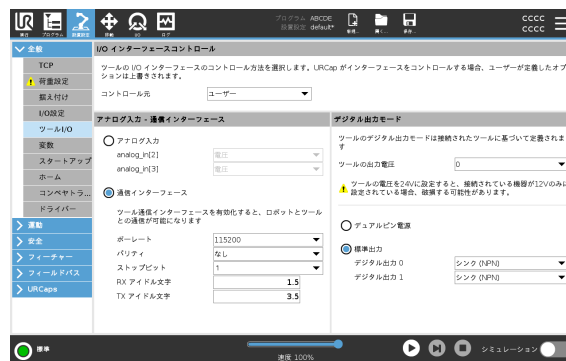 プログラム ABCDE
設置設定 default*
CCCC
CCCC
実行 プログラム 設置設定 移動 I/O ログ
新規... 開く... 保存...
全般
TCP
荷重設定
据え付け
I/O設定
ツールI/O
変数
スタートアップ
ホーム
コンベヤトラ...
ドライバー
運動
安全
フィーチャー
フィールドバス
URCaps
I/O インターフェースコントロール
ツールの I/O インターフェースのコントロール方法を選択します。URCap がインターフェースをコントロールする場合、ユーザーが定義したオプ
ションは上書きされます。
コントロール元 ユーザー
アナログ入力 - 通信インターフェース
アナログ入力
analog_in[2] 電圧
analog_in[3] 電圧
通信インターフェース
ツール通信インターフェースを有効化すると、ロボットとツール
との通信が可能になります
ボーレート 115200
パリティ なし
ストップビット 1
RX アイドル文字 1.5
TX アイドル文字 3.5
デジタル出力モード
ツールのデジタル出力モードは接続されたツールに基づいて定義されま
す
ツールの出力電圧 0
ツールの電圧を24Vに設定すると、接続されている機器が12Vのみに
設定されている場合、破損する可能性があります。
デュアルピン電源
標準出力
デジタル出力 0 シンク (NPN)
デジタル出力 1 シンク (NPN)
標準
速度 100%
シミュレーション